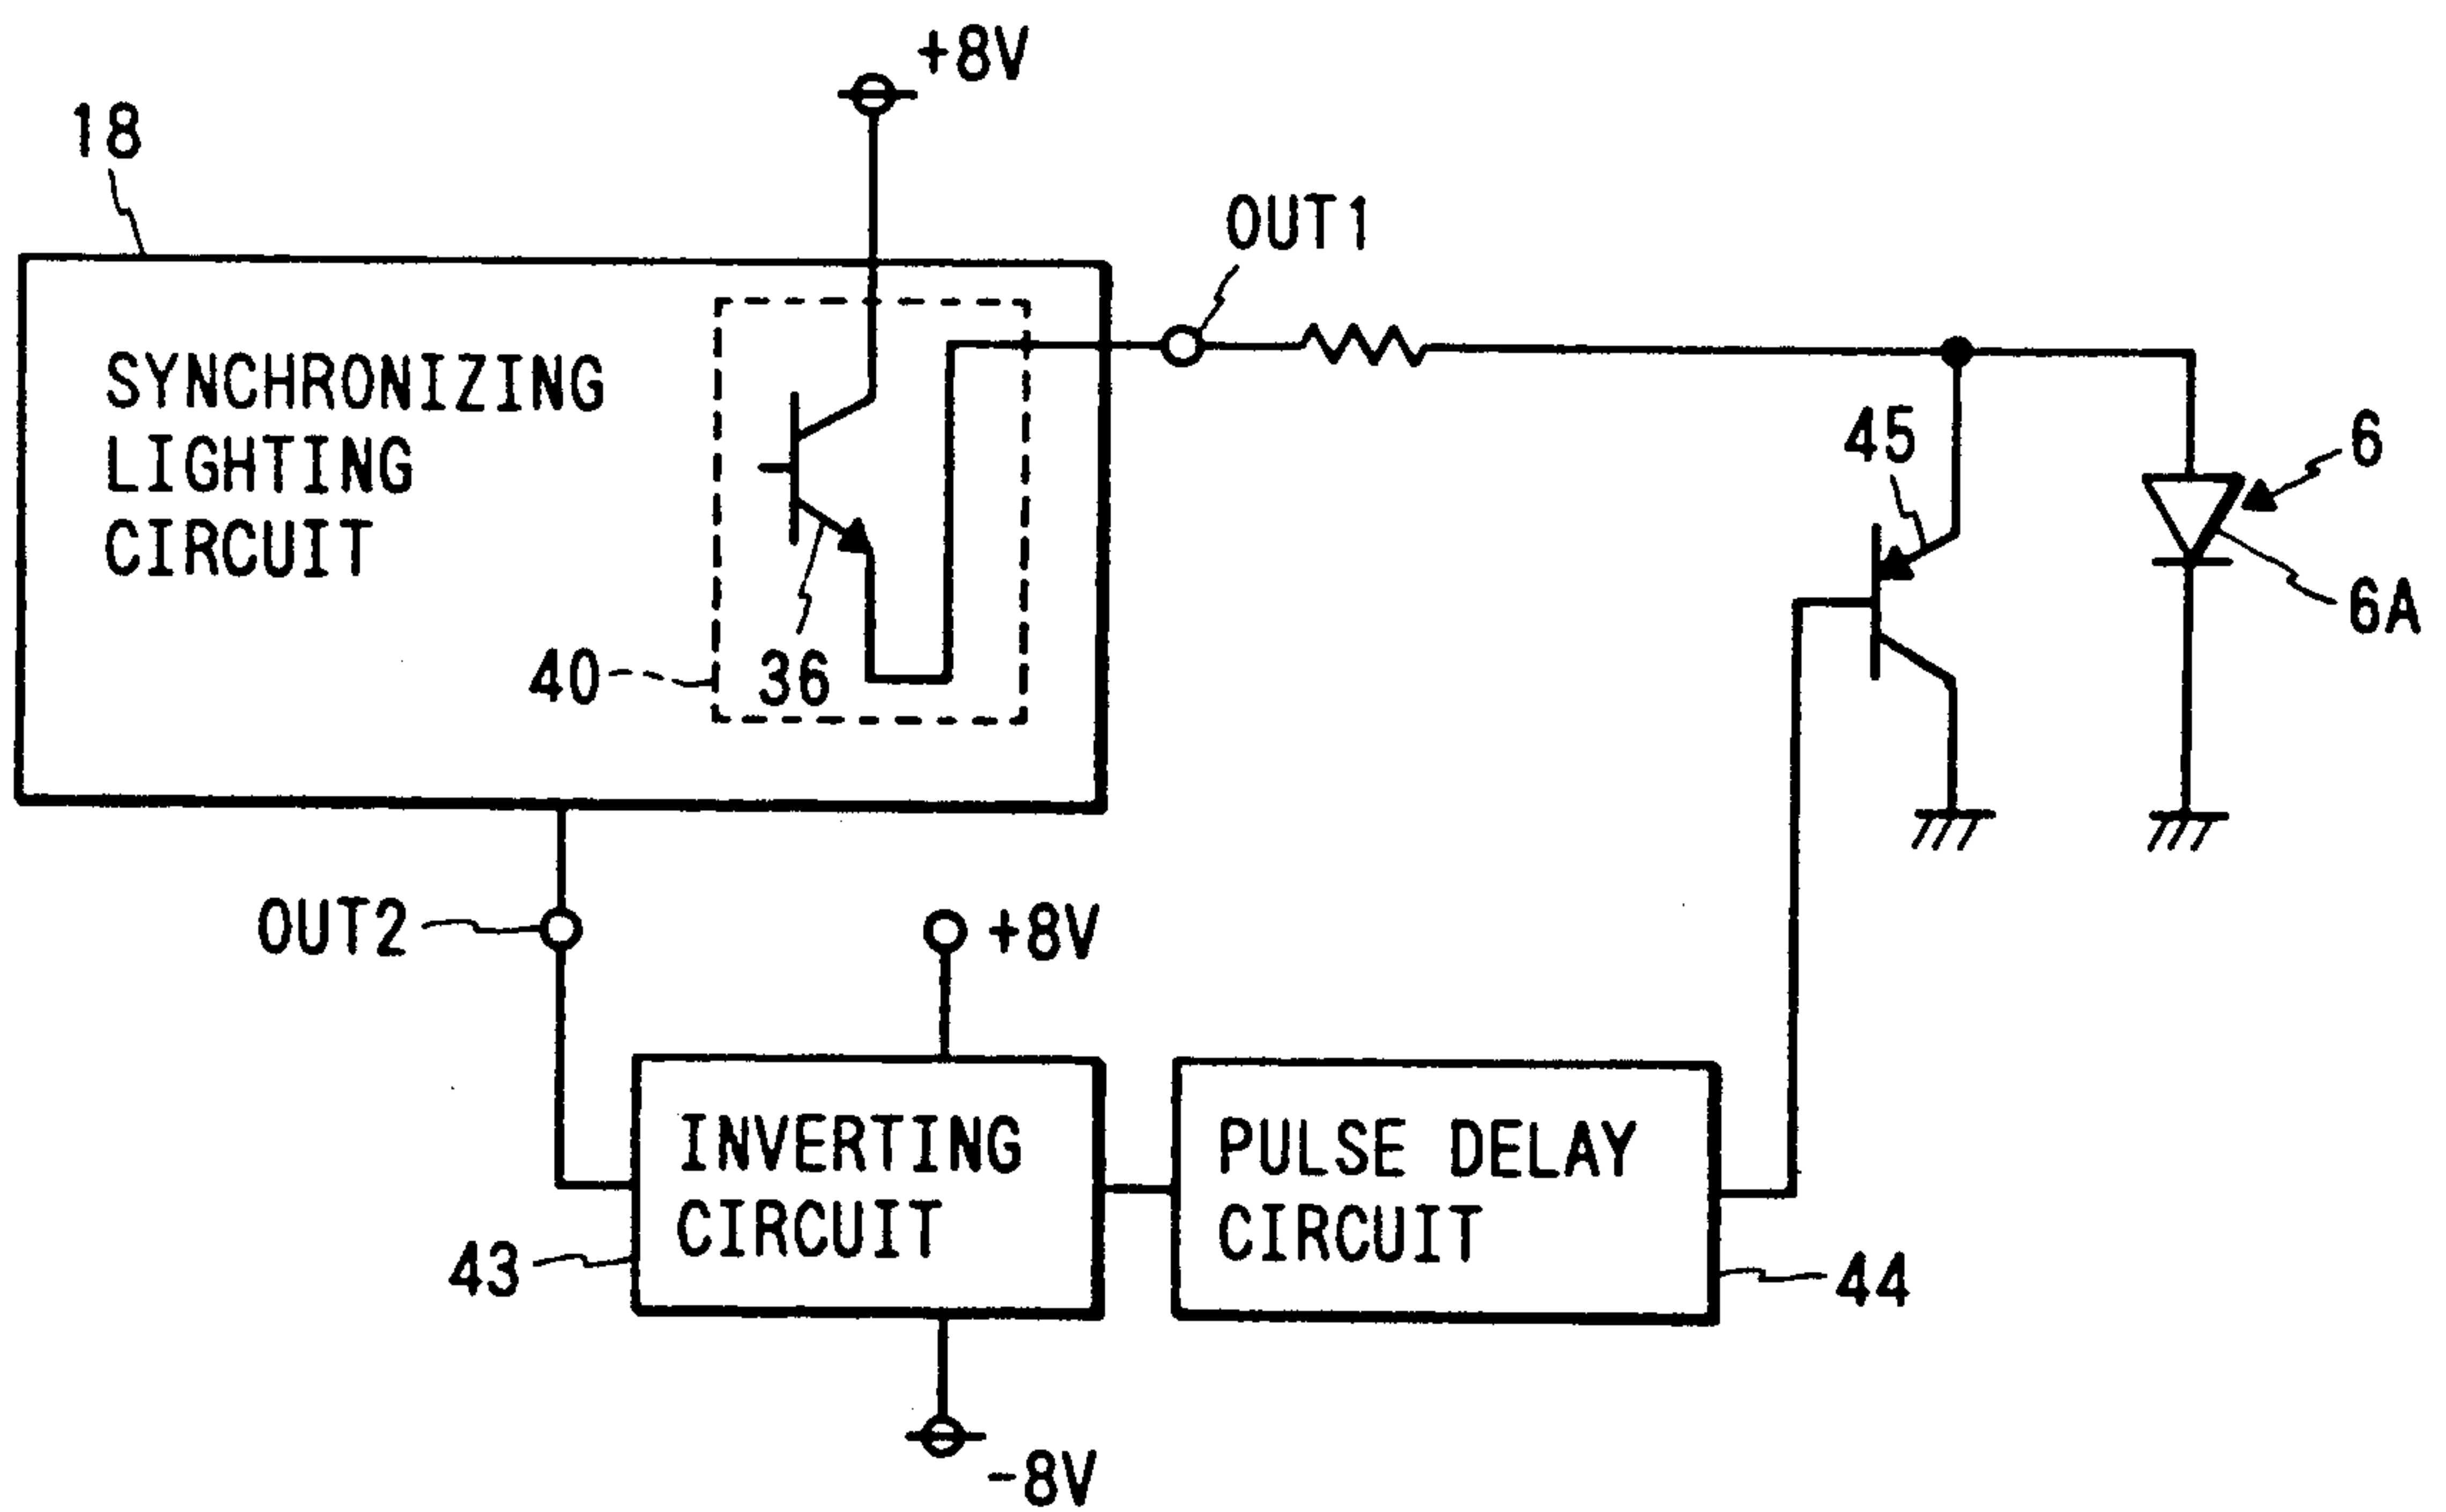 +8V
18
OUT1
SYNCHRONIZING
LIGHTING
CIRCUIT
45
6
6A
40
36
OUT2
+8V
INVERTING
CIRCUIT
PULSE DELAY
CIRCUIT
43
44
-8V